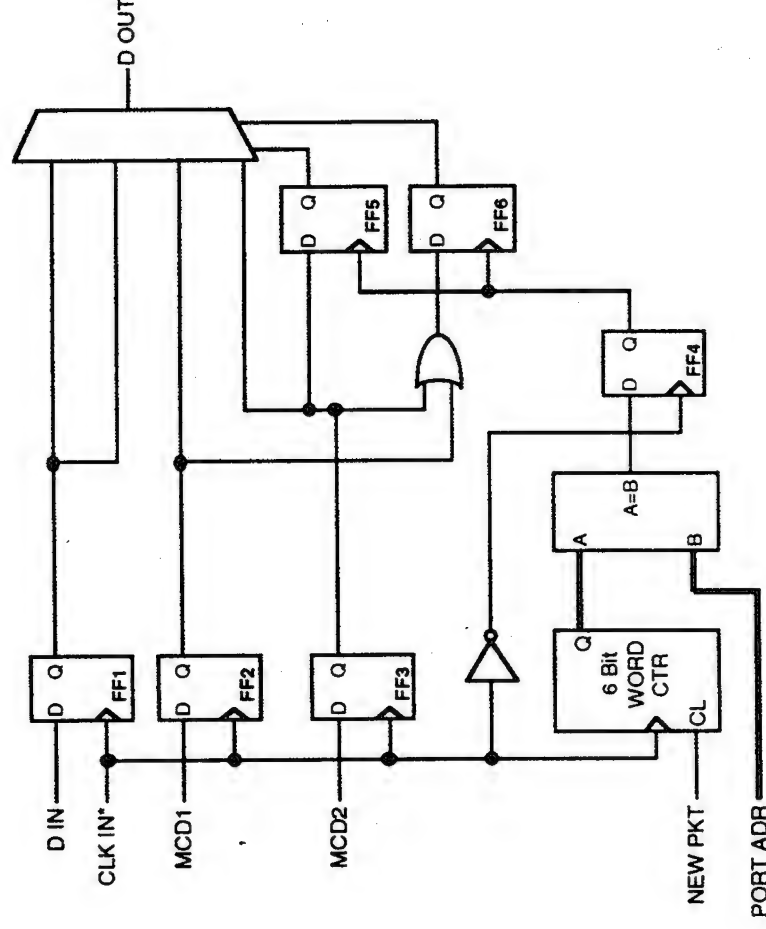 D OUT
D Q
FF5
D Q
FF6
D Q
FF4
D IN
D Q
FF1
CLK IN*
MCD1
D Q
FF2
MCD2
D Q
FF3
A
A=B
B
Q
6 Bit
WORD
CTR
CL
NEW PKT
PORT ADR